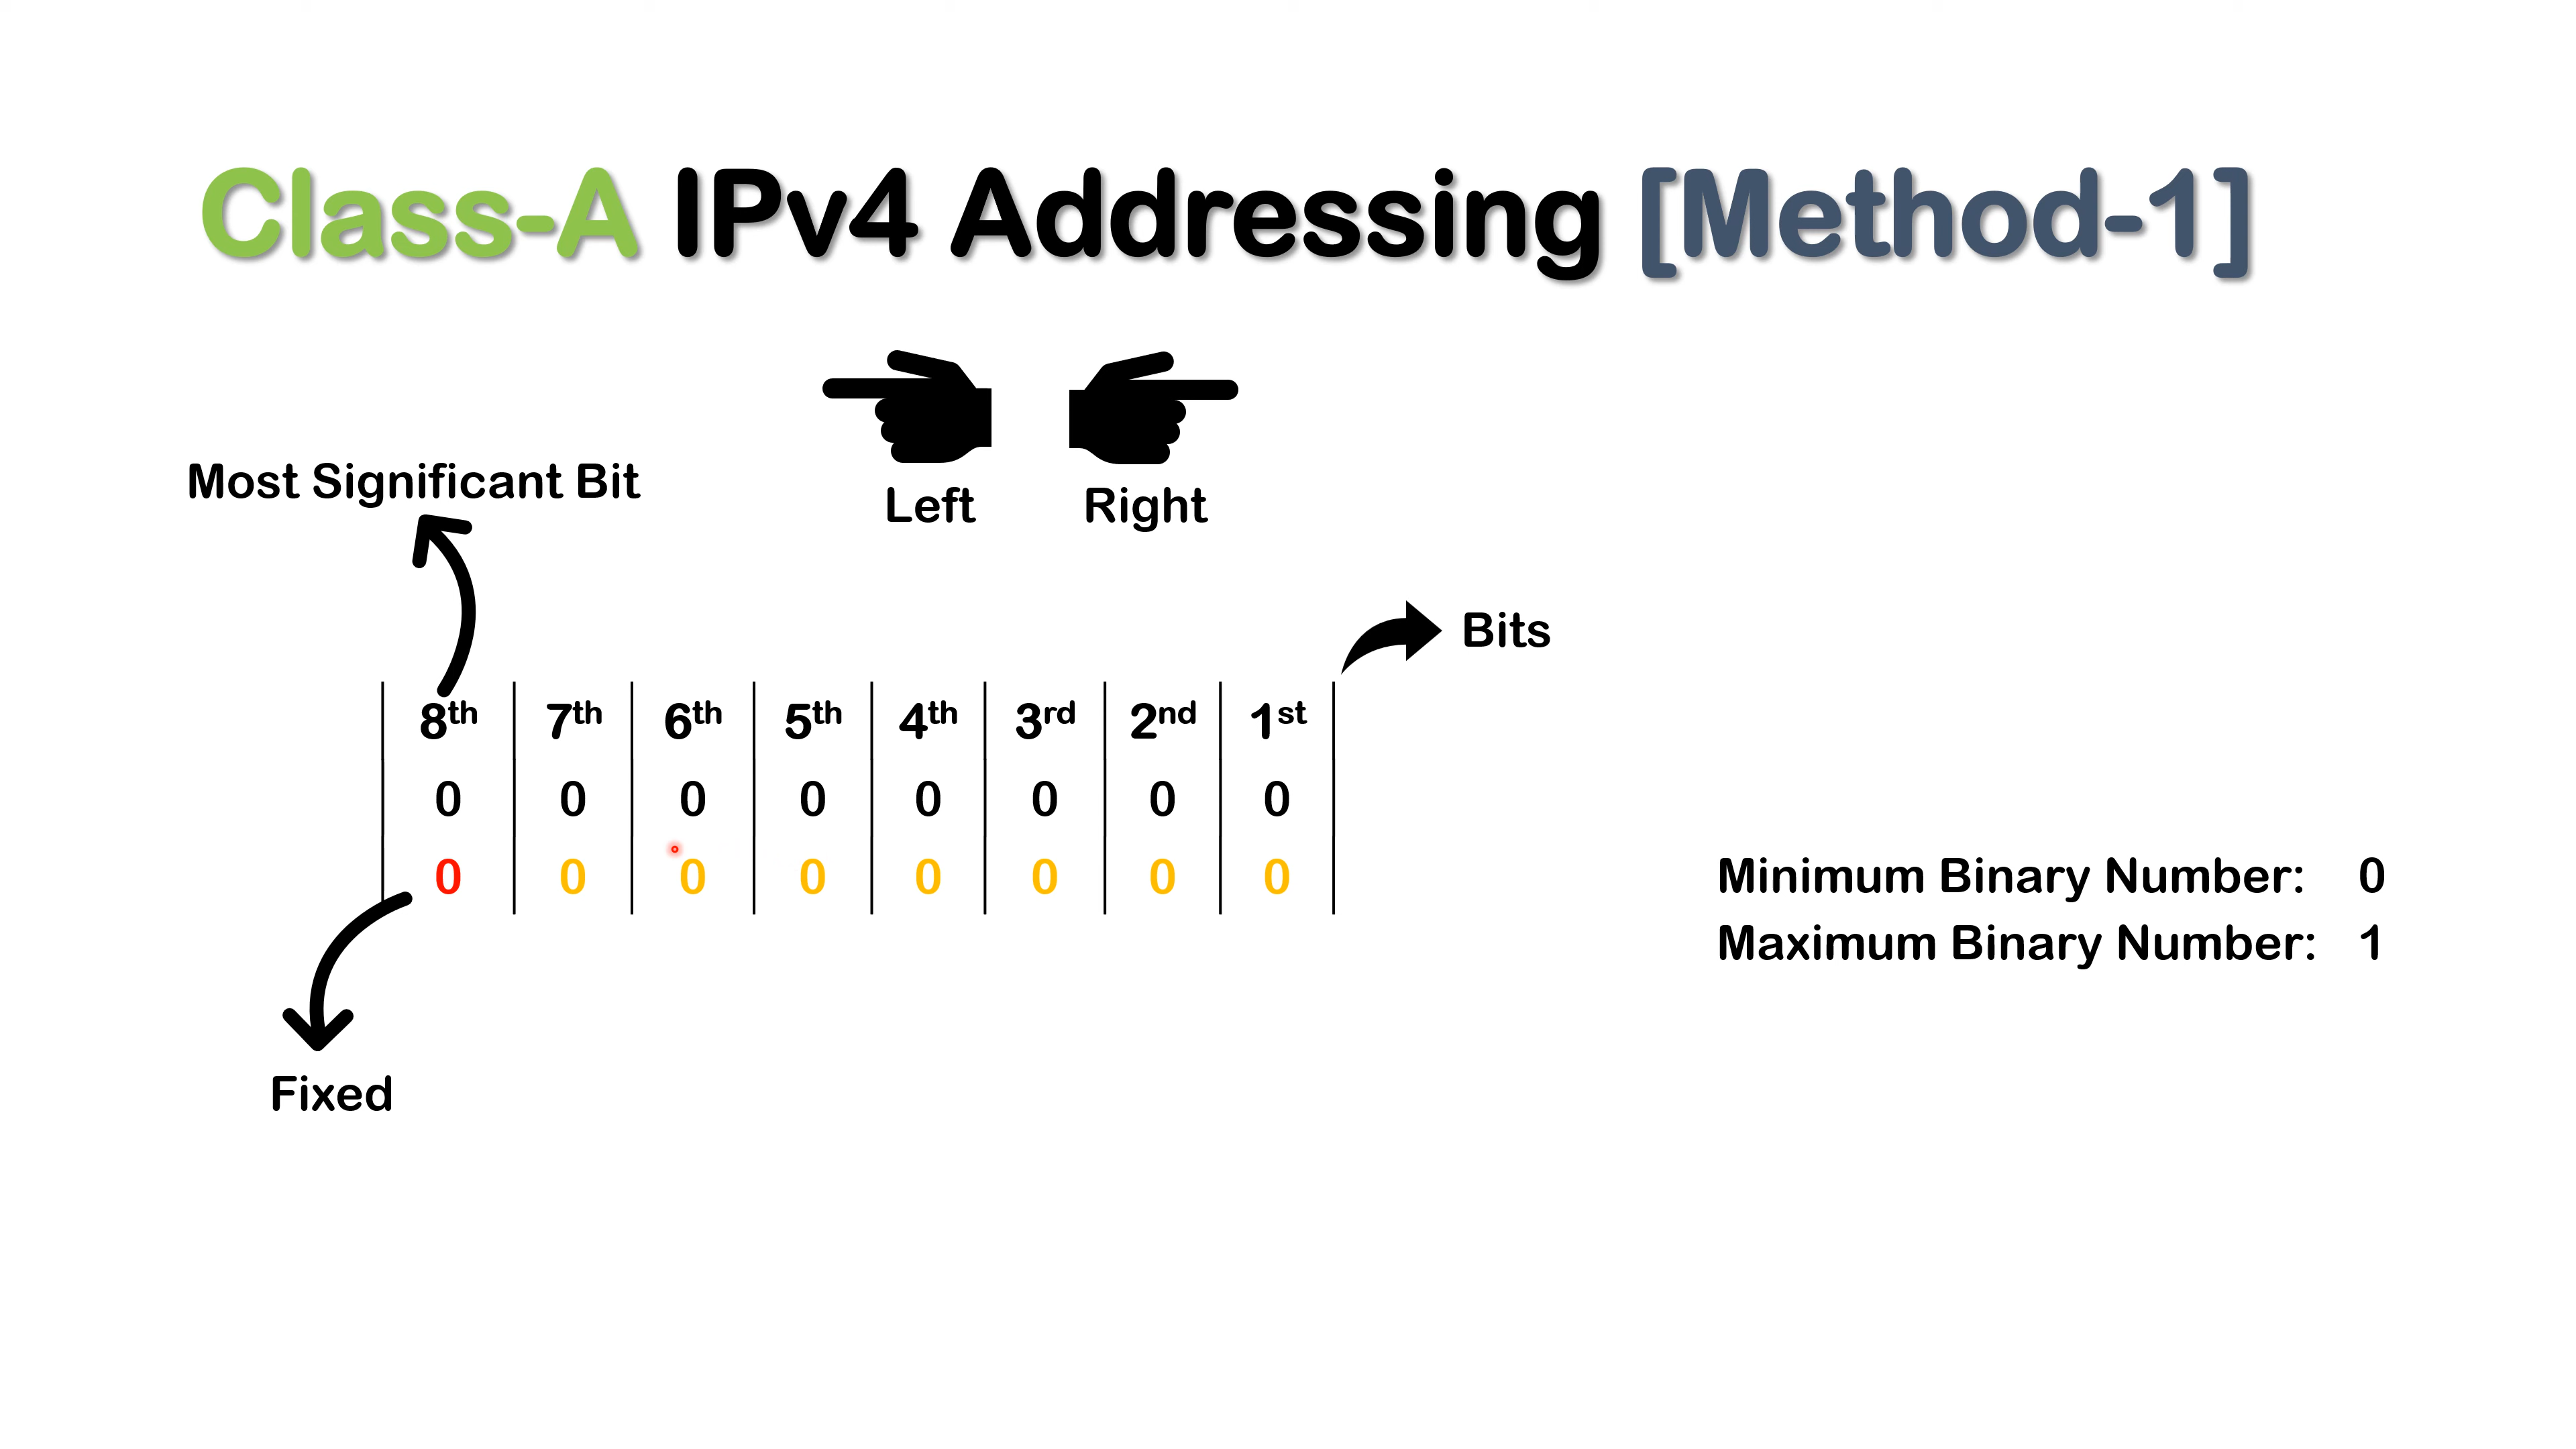 Class-A IPv4 Addressing [Method-1]
Left Right
Most Significant Bit
Bits
8th 7th 6th 5th 4th 3rd 2nd 1st
0 0 0 0 0 0 0 0
0 0 0 0 0 0 0 0
Minimum Binary Number: 0
Maximum Binary Number: 1
Fixed